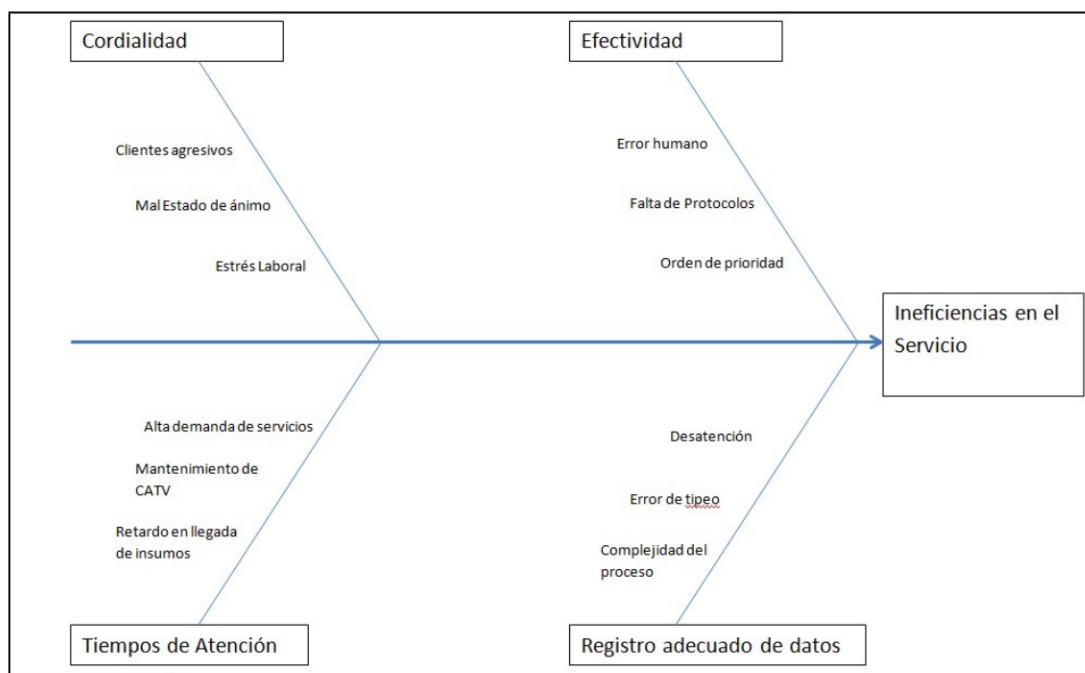 Cordialidad
Efectividad
Clientes agresivos
Mal Estado de ánimo
Estrés Laboral
Error humano
Falta de Protocolos
Orden de prioridad
Ineficiencias en el
Servicio
Alta demanda de servicios
Mantenimiento de
CATV
Retardo en llegada
de insumos
Desatención
Error de tipeo
Complejidad del
proceso
Tiempos de Atención
Registro adecuado de datos